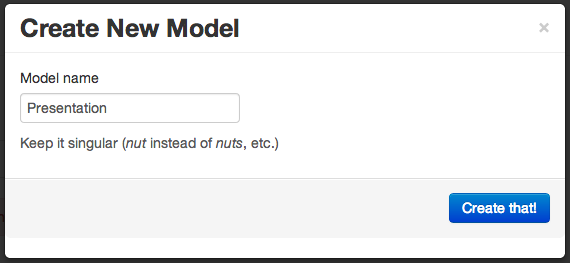 Create New Model
×
Model name
Presentation
Keep it singular (nut instead of nuts, etc.)
Create that!